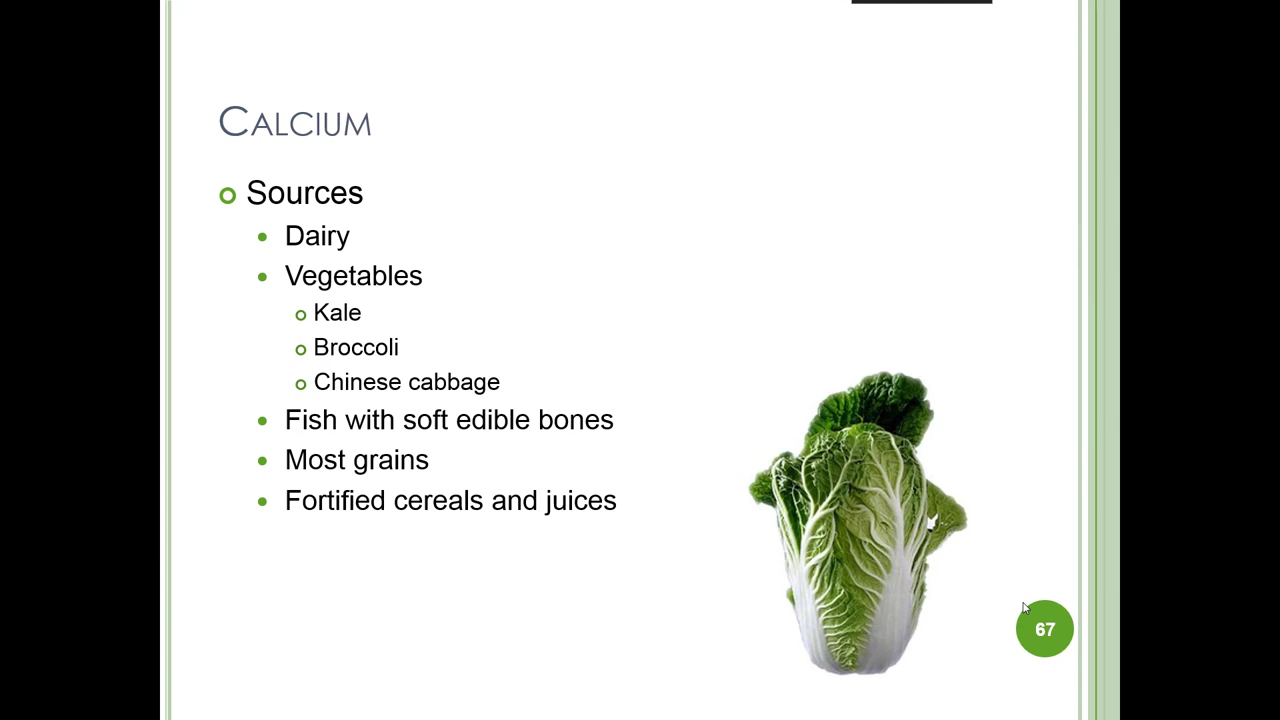 CALCIUM
Sources
Dairy
Vegetables
Kale
Broccoli
Chinese cabbage
Fish with soft edible bones
Most grains
Fortified cereals and juices
67